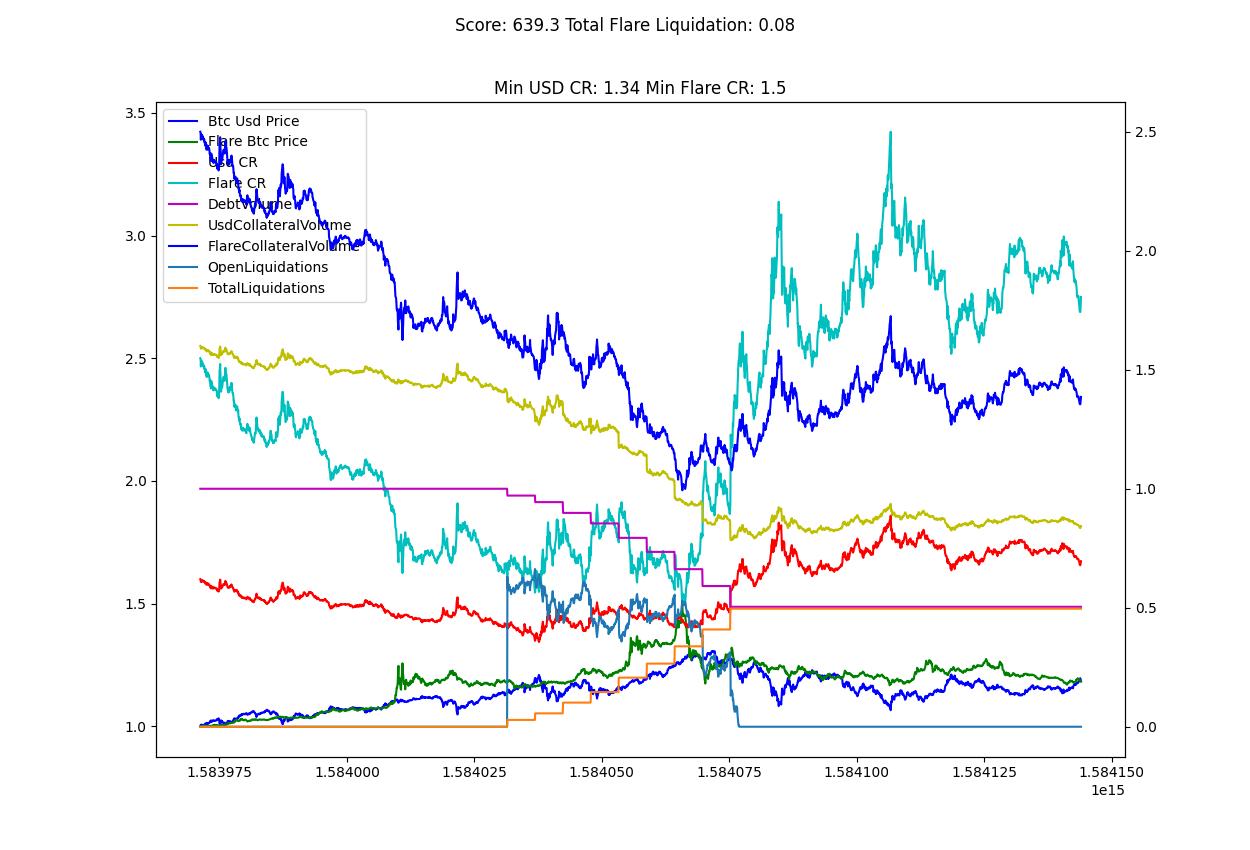 Score: 639.3 Total Flare Liquidation: 0.08
Min USD CR: 1.34 Min Flare CR: 1.5
Btc Usd Price
Flare Btc Price
Usd CR
Flare CR
DebtVolume
UsdCollateralVolume
FlareCollateralVolume
OpenLiquidations
TotalLiquidations
3.5
3.0
2.5
2.0
1.5
1.0
2.5
2.0
1.5
1.0
0.5
0.0
1.583975 1.584000 1.584025 1.584050 1.584075 1.584100 1.584125 1.584150
1e15